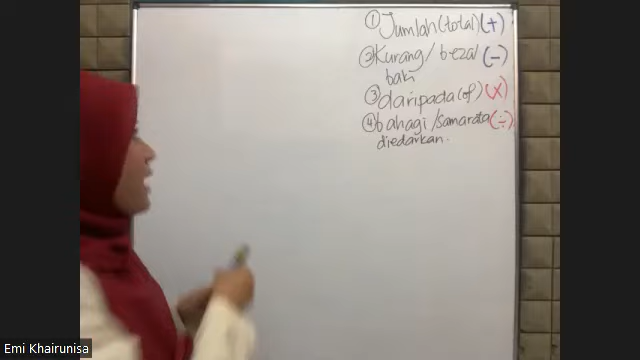 ① Jumlah (total) (+)
② Kurang / beza (-)
baki
③ daripada (of) (×)
④ bahagi /samarata (÷)
diedarkan.
Emi Khairunisa